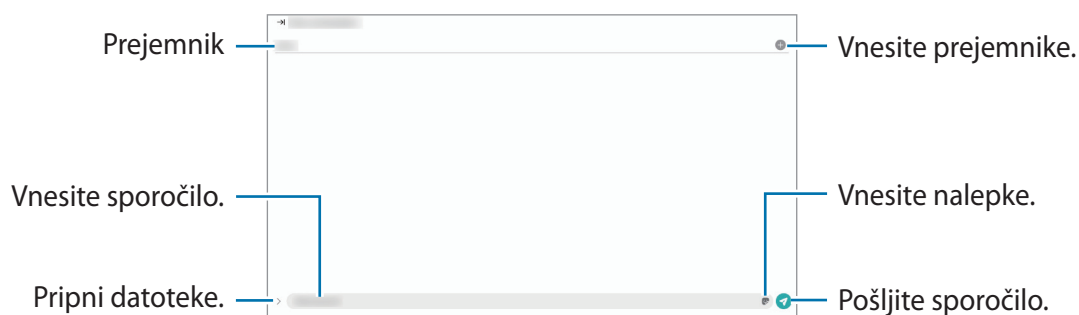 Prejemnik
Vnesite prejemnike.
Vnesite sporočilo.
Vnesite nalepke.
Pripni datoteke.
Pošljite sporočilo.